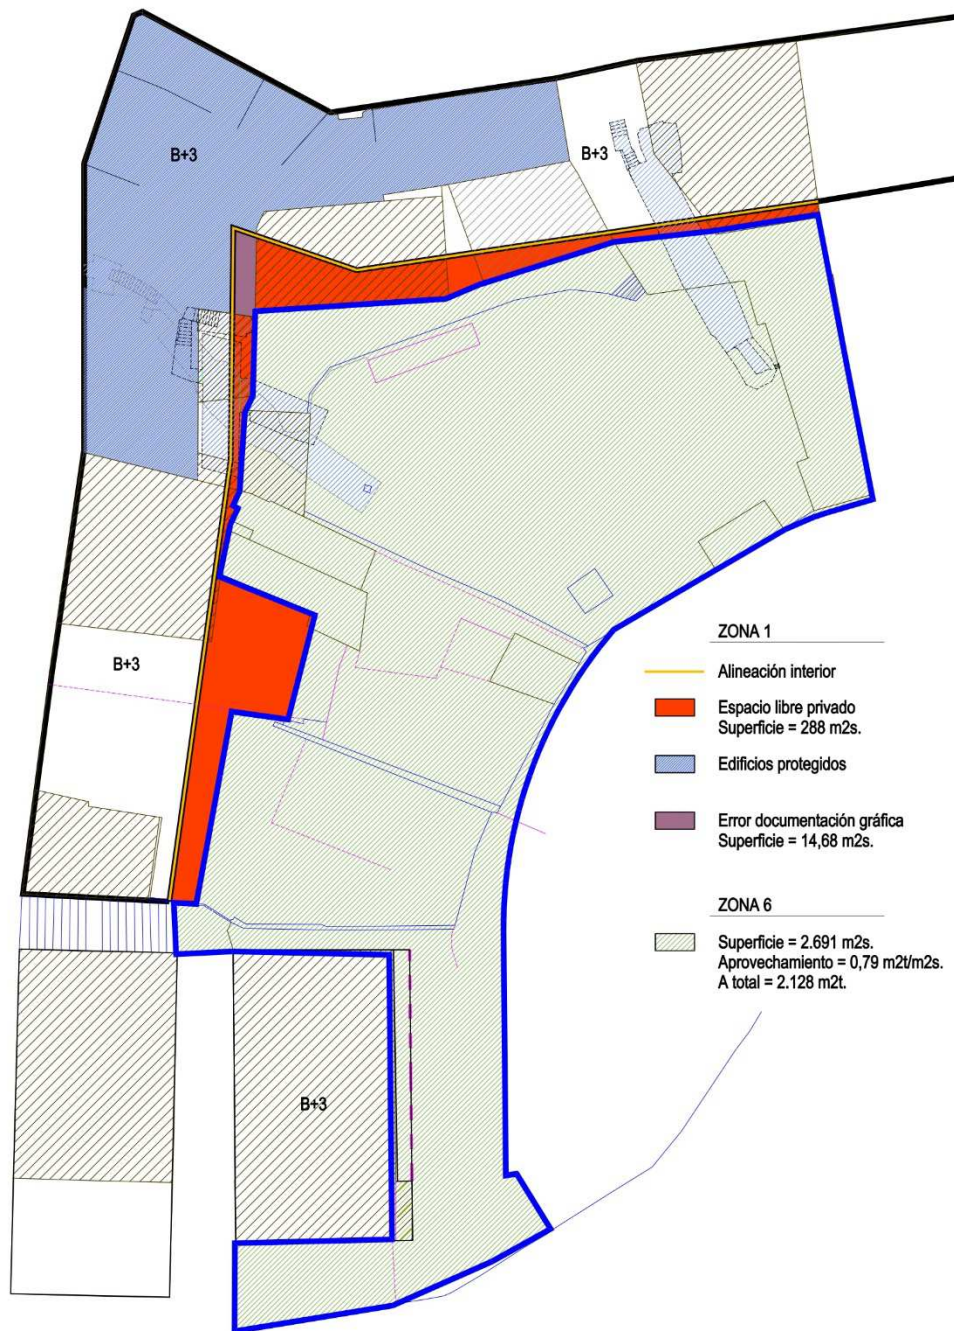 B+3
B+3
ZONA 1
B+3
Alineación interior
Espacio libre privado
Superficie = 288 m2s.
Edificios protegidos
Error documentación gráfica
Superficie = 14,68 m2s.
ZONA 6
Superficie = 2.691 m2s.
Aprovechamiento = 0,79 m2t/m2s.
A total = 2.128 m2t.
B+3